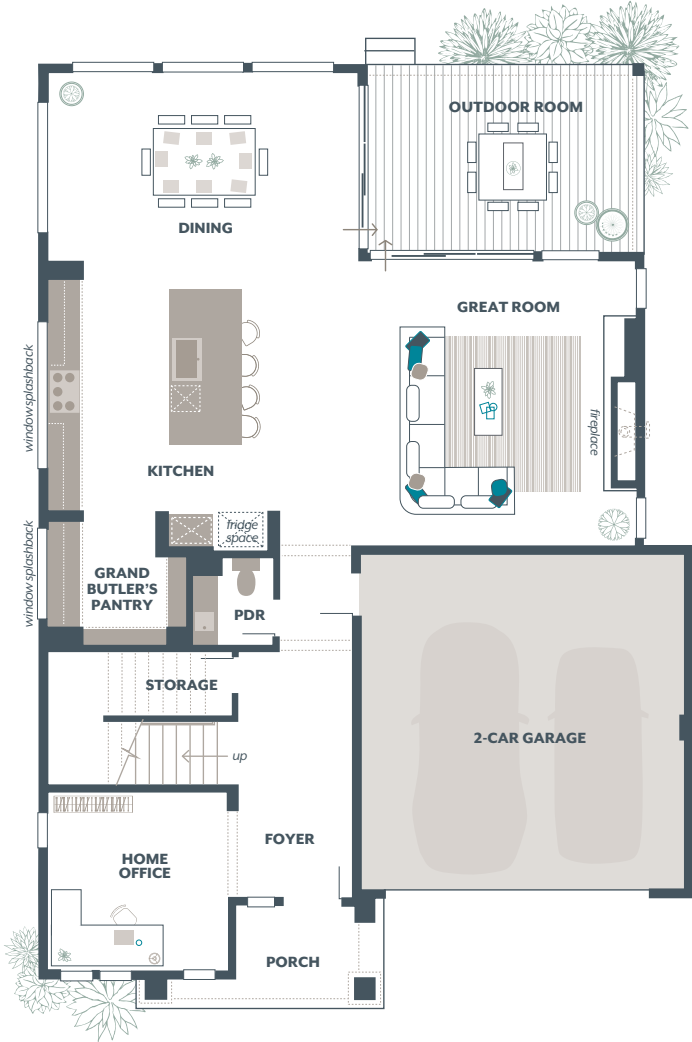 OUTDOOR ROOM
DINING
GREAT ROOM
window splashback
fireplace
KITCHEN
fridge
space
window splashback
GRAND
BUTLER'S
PANTRY
PDR
STORAGE
up
2-CAR GARAGE
FOYER
HOME
OFFICE
PORCH